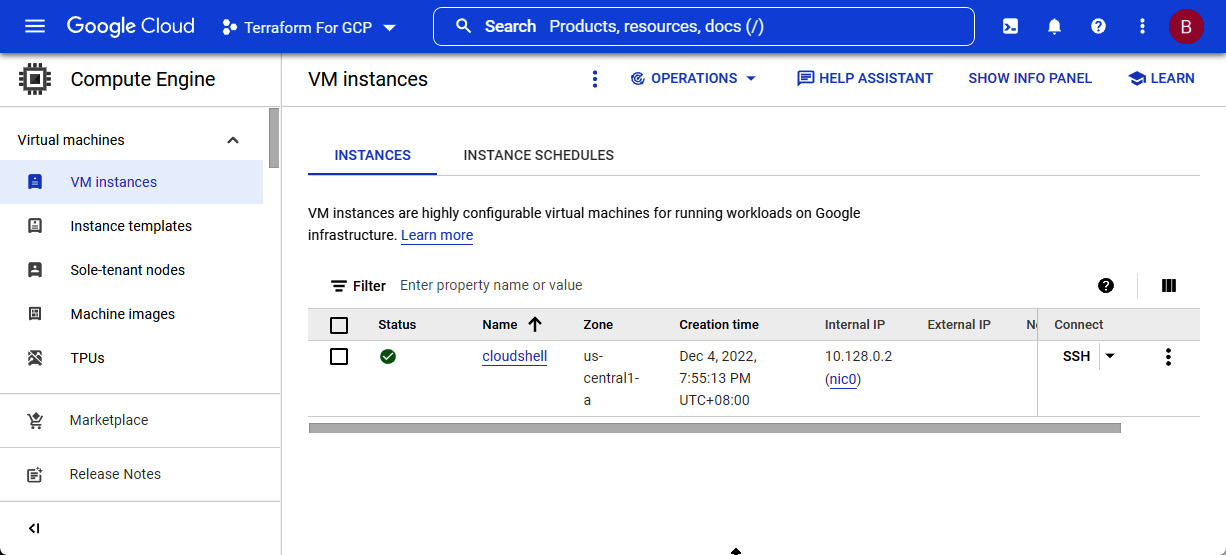 Google Cloud
Terraform For GCP
Search Products, resources, docs (/)
B
Compute Engine
VM instances
OPERATIONS
HELP ASSISTANT
SHOW INFO PANEL
LEARN
Virtual machines
VM instances
Instance templates
Sole-tenant nodes
Machine images
TPUs
Marketplace
Release Notes
INSTANCES
INSTANCE SCHEDULES
VM instances are highly configurable virtual machines for running workloads on Google
infrastructure. Learn more
Filter Enter property name or value
Status Name Zone Creation time Internal IP External IP Connect
cloudshell us- Dec 4, 2022, 10.128.0.2 SSH
central1- 7:55:13 PM (nic0)
a UTC+08:00